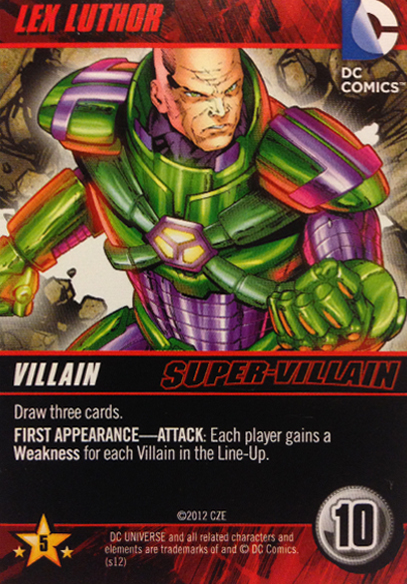 LEX LUTHOR
DC
COMICS™
VILLAIN
SUPER-VILLAIN
Draw three cards.
FIRST APPEARANCE—ATTACK: Each player gains a
Weakness for each Villain in the Line-Up.
©2012 CZE
5
DC UNIVERSE and all related characters and
elements are trademarks of and © DC Comics.
(s12)
10